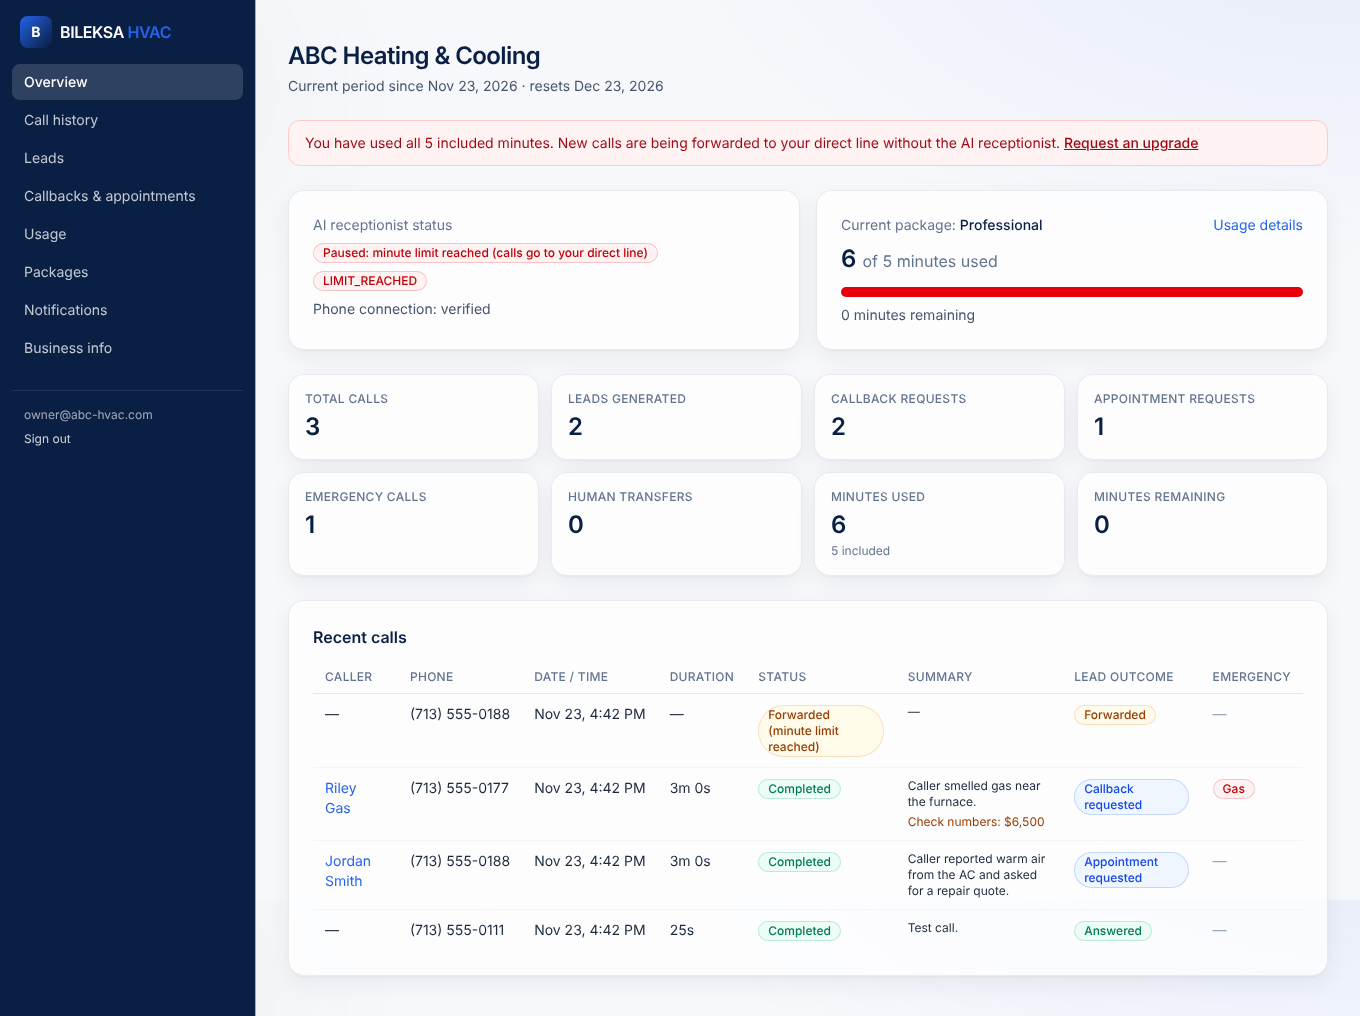 B BILEKSA HVAC
Overview
Call history
Leads
Callbacks & appointments
Usage
Packages
Notifications
Business info
owner@abc-hvac.com
Sign out
ABC Heating & Cooling
Current period since Nov 23, 2026 · resets Dec 23, 2026
You have used all 5 included minutes. New calls are being forwarded to your direct line without the AI receptionist. Request an upgrade
AI receptionist status
Paused: minute limit reached (calls go to your direct line)
LIMIT_REACHED
Phone connection: verified
Current package: Professional Usage details
6 of 5 minutes used
0 minutes remaining
TOTAL CALLS
3
LEADS GENERATED
2
CALLBACK REQUESTS
2
APPOINTMENT REQUESTS
1
EMERGENCY CALLS
1
HUMAN TRANSFERS
0
MINUTES USED
6
5 included
MINUTES REMAINING
0
Recent calls
CALLER PHONE DATE / TIME DURATION STATUS SUMMARY LEAD OUTCOME EMERGENCY
— (713) 555-0188 Nov 23, 4:42 PM — Forwarded — Forwarded —
(minute limit
reached)
Riley (713) 555-0177 Nov 23, 4:42 PM 3m 0s Completed Caller smelled gas near Callback Gas
Gas the furnace. requested
Check numbers: $6,500
Jordan (713) 555-0188 Nov 23, 4:42 PM 3m 0s Completed Caller reported warm air Appointment —
Smith from the AC and asked requested
for a repair quote.
— (713) 555-0111 Nov 23, 4:42 PM 25s Completed Test call. Answered —